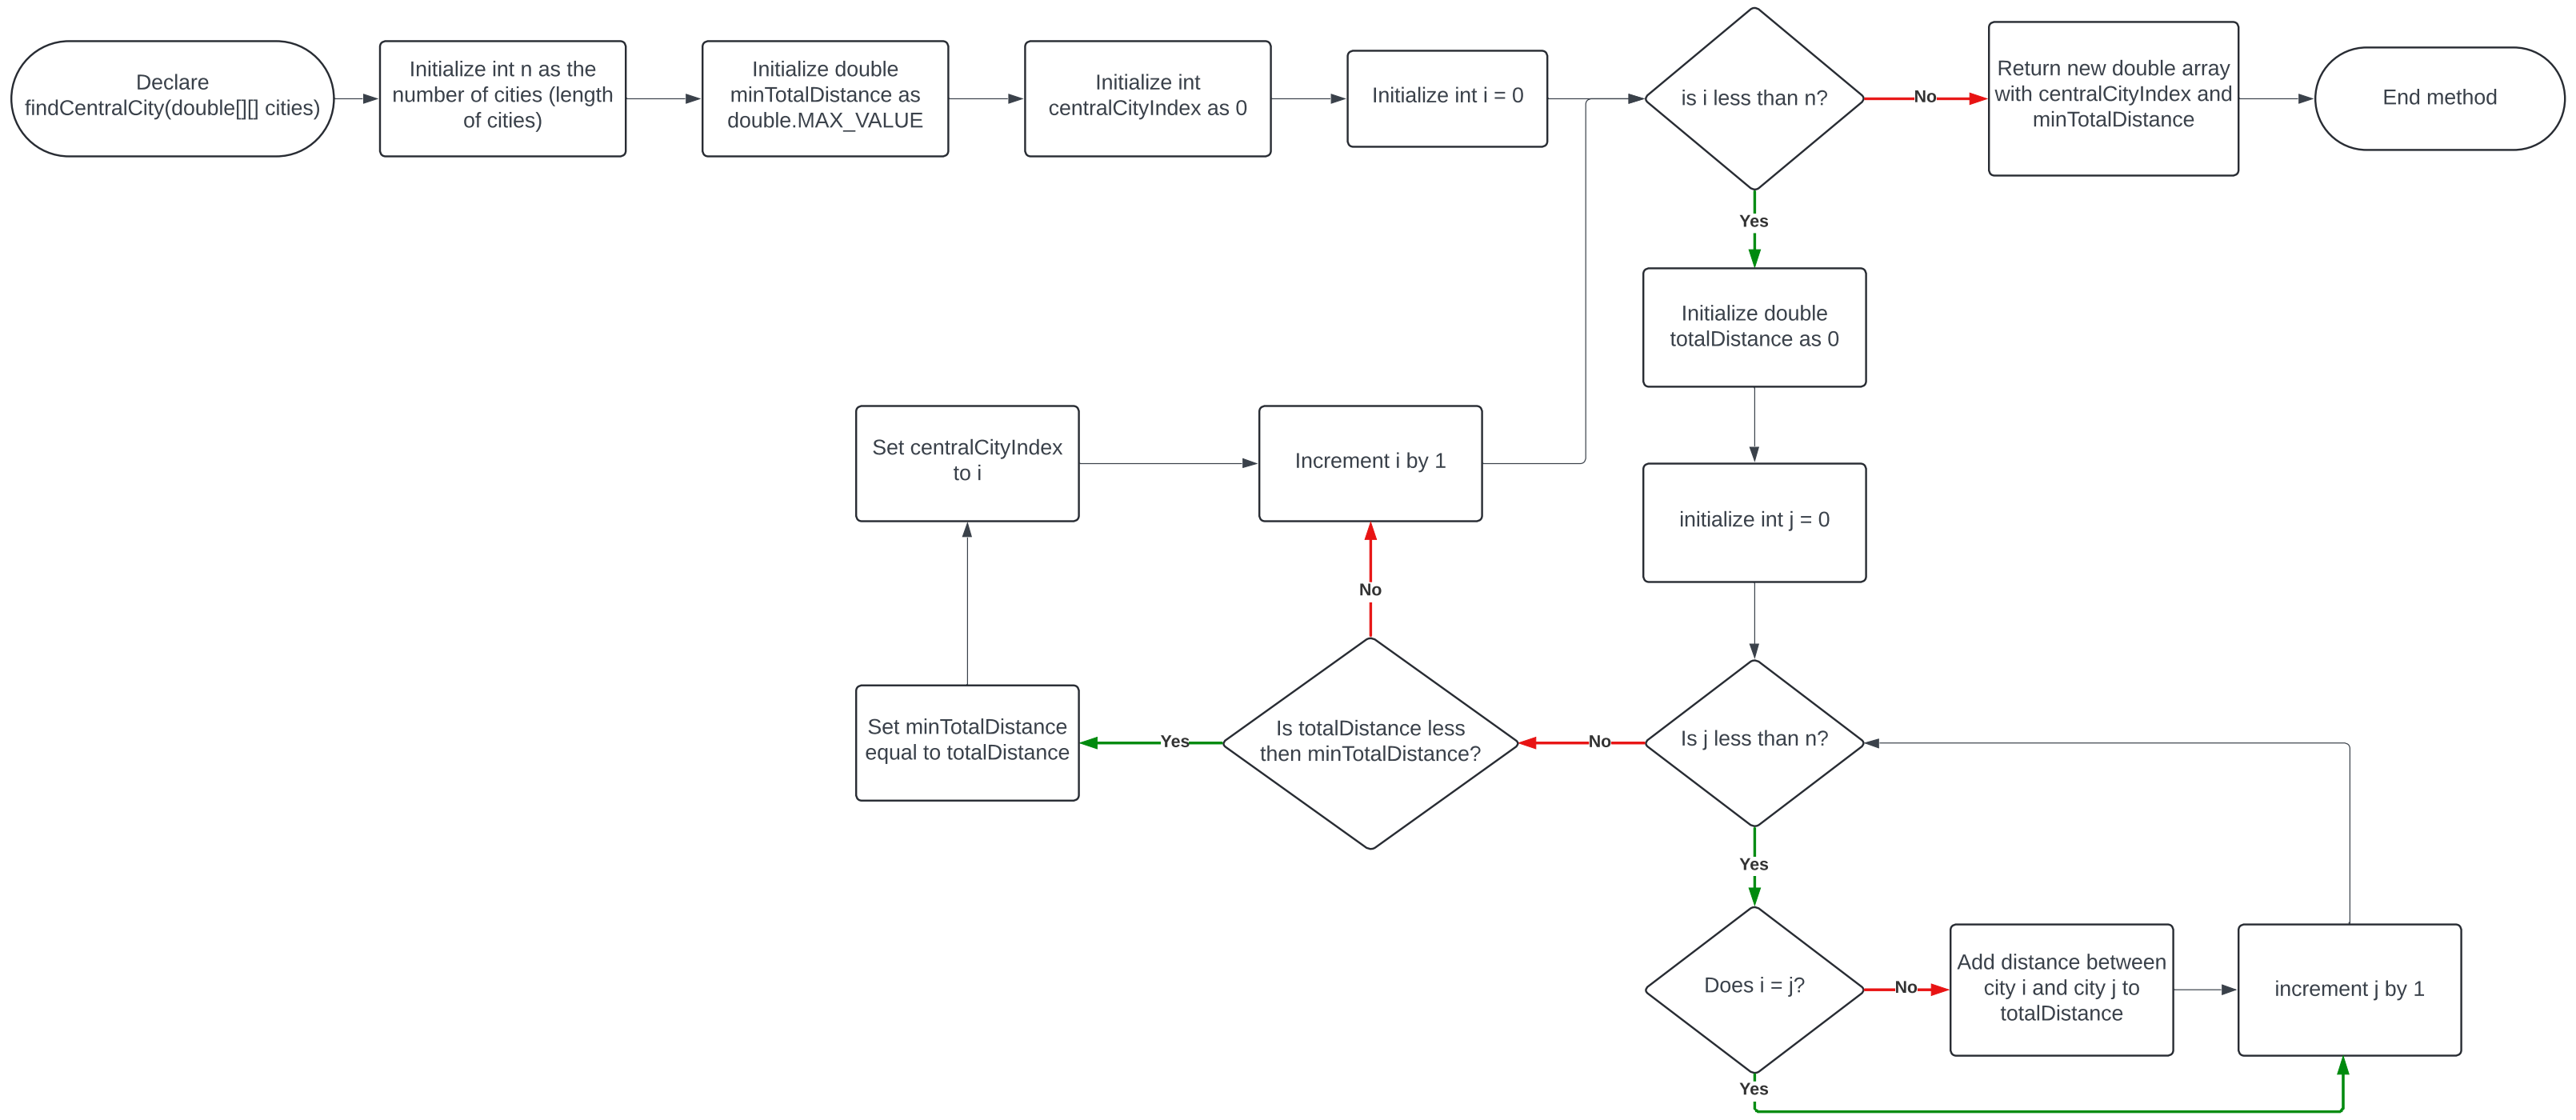 Declare
findCentralCity(double[][] cities)
Initialize int n as the
number of cities (length
of cities)
Initialize double
minTotalDistance as
double.MAX_VALUE
Initialize int
centralCityIndex as 0
Initialize int i = 0
is i less than n?
No
Return new double array
with centralCityIndex and
minTotalDistance
End method
Yes
Initialize double
totalDistance as 0
initialize int j = 0
Set centralCityIndex
to i
Increment i by 1
No
Set minTotalDistance
equal to totalDistance
Yes
Is totalDistance less
then minTotalDistance?
No
Is j less than n?
Yes
Does i = j?
No
Add distance between
city i and city j to
totalDistance
increment j by 1
Yes